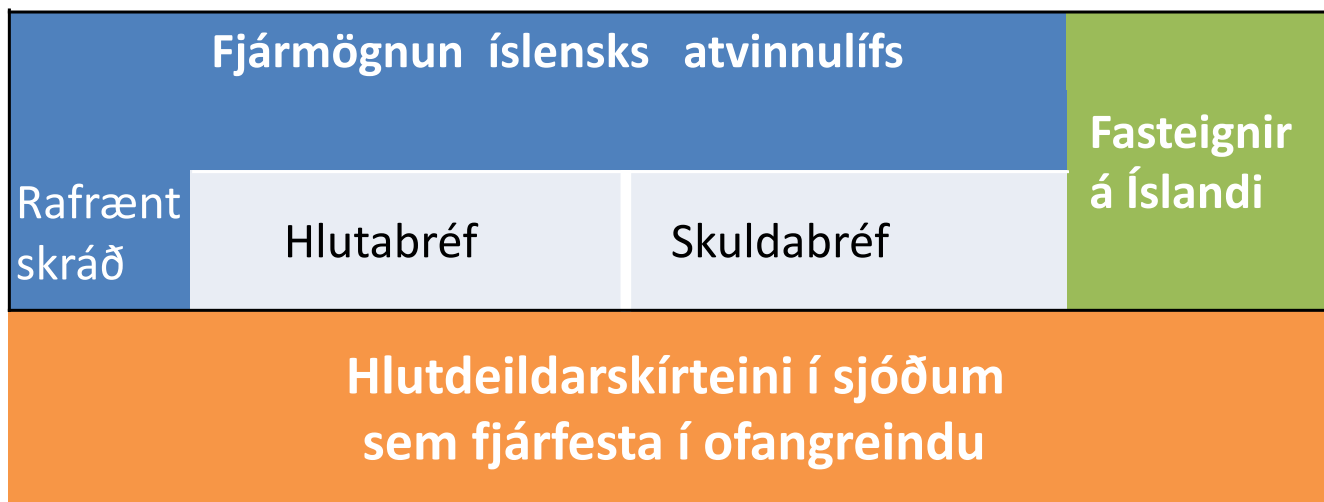 Fjármögnun íslensks atvinnulífs
Rafrænt
skráð
Hlutabréf
Skuldabréf
Fasteignir
á Íslandi
Hlutdeildarskírteini í sjóðum
sem fjárfesta í ofangreindu